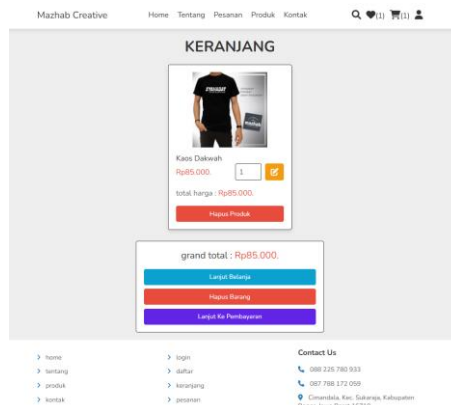 Mazhab Creative Home Tentang Pesanan Produk Kontak (1) (1)
KERANJANG
Kaos Dakwah
Rp85.000. 1
total harga : Rp85.000.
Hapus Produk
grand total : Rp85.000.
Lanjut Belanja
Hapus Barang
Lanjut Ke Pembayaran
home
tentang
produk
kontak
login
daftar
keranjang
pesanan
Contact Us
088 226 780 933
087 788 172 059
Cimandala, Kec. Sukaraja, Kabupaten